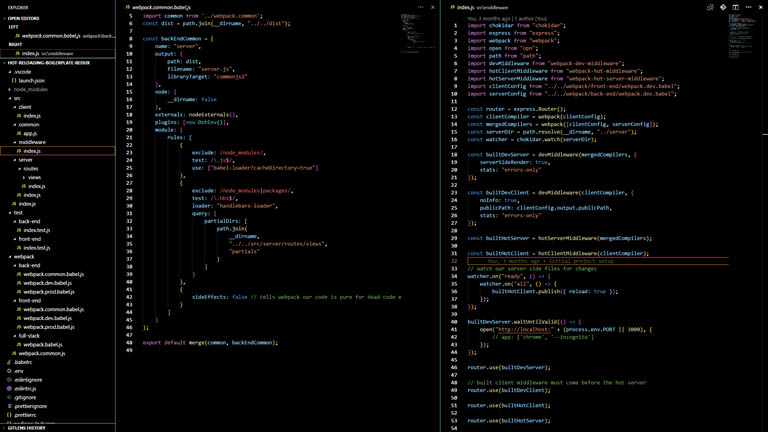 EXPLORER
OPEN EDITORS
LEFT
webpack.common.babel.js webpack\back...
RIGHT
index.js src\middleware
HOT-RELOADING-BOILERPLATE-REDUX
.vscode
launch.json
node_modules
src
client
index.js
common
app.js
middleware
index.js
server
routes
views
index.js
index.js
index.js
test
back-end
index.test.js
front-end
index.test.js
webpack
back-end
webpack.common.babel.js
webpack.dev.babel.js
webpack.prod.babel.js
front-end
webpack.common.babel.js
webpack.dev.babel.js
webpack.prod.babel.js
full-stack
webpack.babel.js
webpack.common.js
.babelrc
.env
.eslintignore
.eslintrc.js
.gitignore
.prettierignore
.prettierrc
GITLENS HISTORY
webpack.common.babel.js
5 import common from "../webpack.common";
6 const dist = path.join(__dirname, "../../dist");
7
8 const backEndCommon = {
9 name: "server",
10 output: {
11 path: dist,
12 filename: "server.js",
13 libraryTarget: "commonjs2"
14 },
15 node: {
16 __dirname: false
17 },
18 externals: nodeExternals(),
19 plugins: [new DotEnv()],
20 module: {
21 rules: [
22 {
23 exclude: /node_modules/,
24 test: /\.js$/,
25 use: ["babel-loader?cacheDirectory=true"]
26 },
27 {
28 exclude: /node_modules|packages/,
29 test: /\.hbs$/,
30 loader: "handlebars-loader",
31 query: {
32 partialDirs: [
33 path.join(
34 __dirname,
35 "../../src/server/routes/views",
36 "partials"
37 )
38 ]
39 }
40 },
41 {
42 sideEffects: false // tells webpack our code is pure for dead code e
43 }
44 ]
45 }
46 };
47
48 export default merge(common, backEndCommon);
49
index.js src\middleware
You, 3 months ago | 1 author (You)
1 import chokidar from "chokidar";
2 import express from "express";
3 import webpack from "webpack";
4 import open from "opn";
5 import path from "path";
6 import devMiddleware from "webpack-dev-middleware";
7 import hotClientMiddleware from "webpack-hot-middleware";
8 import hotServerMiddleware from "webpack-hot-server-middleware";
9 import clientConfig from "../../webpack/front-end/webpack.dev.babel";
10 import serverConfig from "../../webpack/back-end/webpack.dev.babel";
11
12 const router = express.Router();
13 const clientCompiler = webpack(clientConfig);
14 const mergedCompilers = webpack([clientConfig, serverConfig]);
15 const serverDir = path.resolve(__dirname, "../server");
16 const watcher = chokidar.watch(serverDir);
17
18 const builtDevServer = devMiddleware(mergedCompilers, {
19 serverSideRender: true,
20 stats: "errors-only"
21 });
22
23 const builtDevClient = devMiddleware(clientCompiler, {
24 noInfo: true,
25 publicPath: clientConfig.output.publicPath,
26 stats: "errors-only"
27 });
28
29 const builtHotServer = hotServerMiddleware(mergedCompilers);
30
31 const builtHotClient = hotClientMiddleware(clientCompiler);
32 You, 3 months ago • initial project setup
33 // watch our server side files for changes
34 watcher.on("ready", () => {
35 watcher.on("all", () => {
36 builtHotClient.publish({ reload: true });
37 });
38 });
39
40 builtDevServer.waitUntilValid(() => {
41 open("http://localhost:" + (process.env.PORT || 3000), {
42 // app: ['chrome', '--incognito']
43 });
44 });
45
46 router.use(builtDevServer);
47
48 // built client middleware must come before the hot server
49 router.use(builtDevClient);
50
51 router.use(builtHotClient);
52
53 router.use(builtHotServer);
54